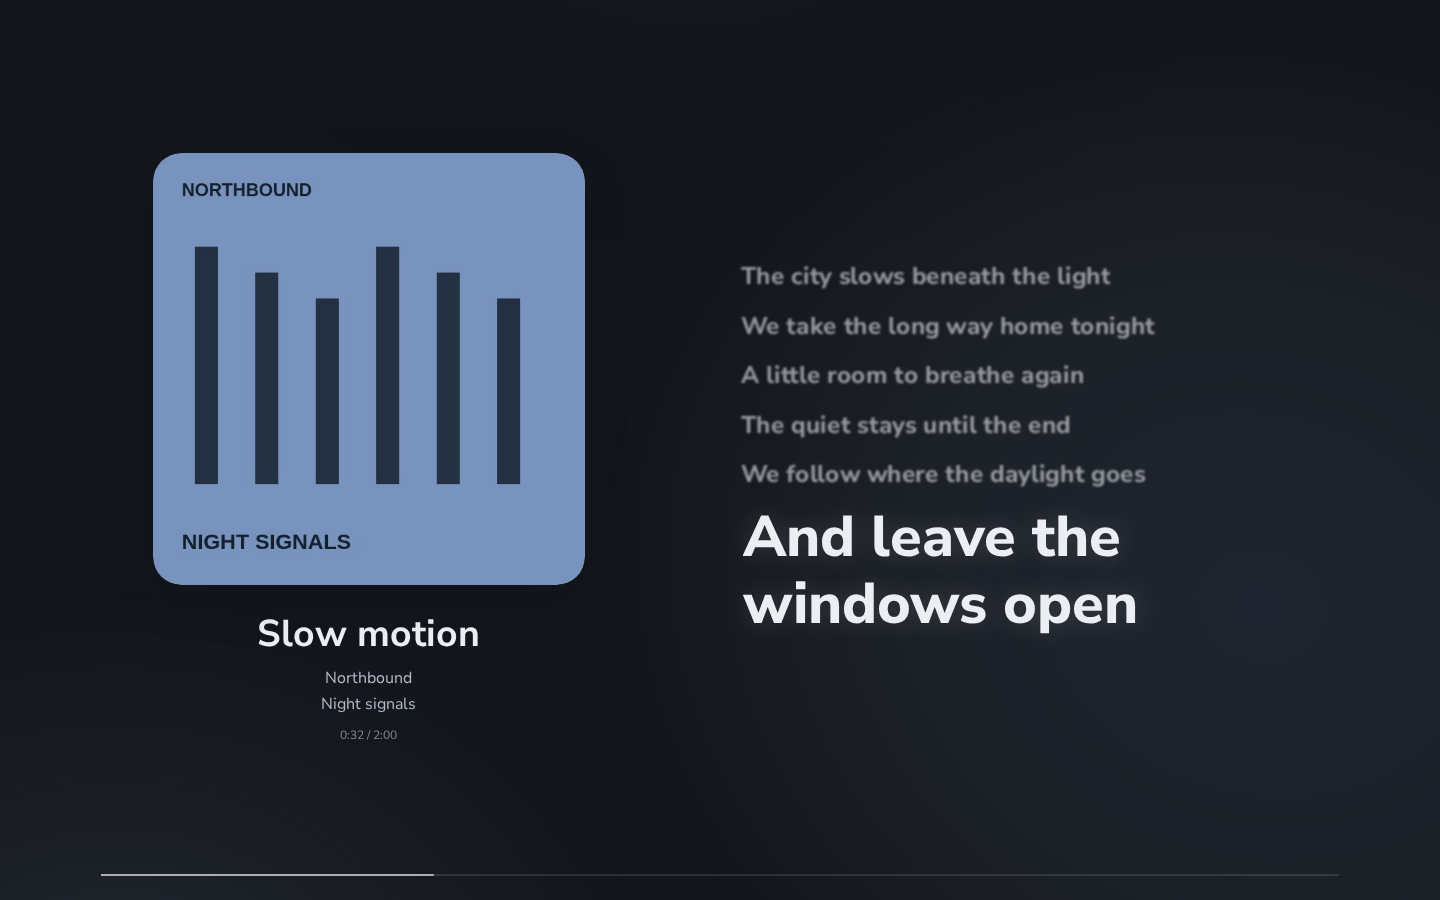 NORTHBOUND
NIGHT SIGNALS
Slow motion
Northbound
Night signals
0:32 / 2:00
The city slows beneath the light
We take the long way home tonight
A little room to breathe again
The quiet stays until the end
We follow where the daylight goes
And leave the
windows open